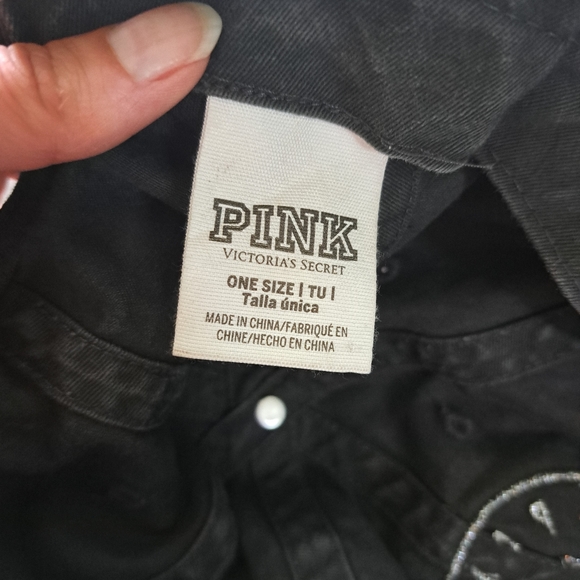 PINK
VICTORIA'S SECRET
ONE SIZE | TU |
Talla única
MADE IN CHINA/FABRIQUÉ EN
CHINE/HECHO EN CHINA